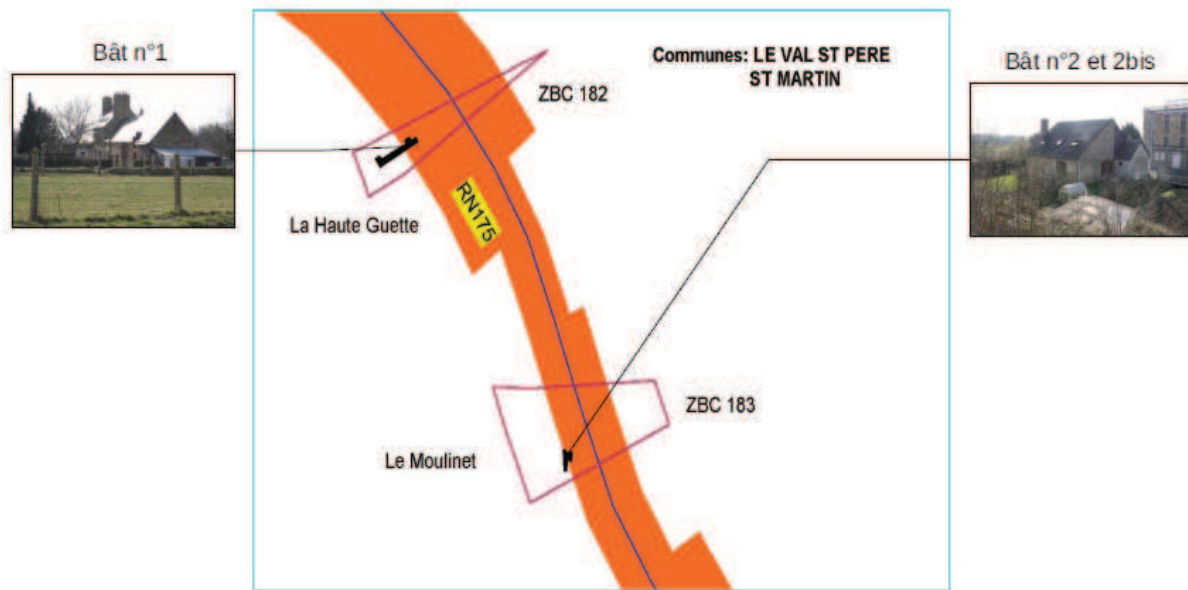 Bât n°1
Communes: LE VAL ST PERE
ST MARTIN
Bât n°2 et 2bis
ZBC 182
RN175
La Haute Guette
ZBC 183
Le Moulinet